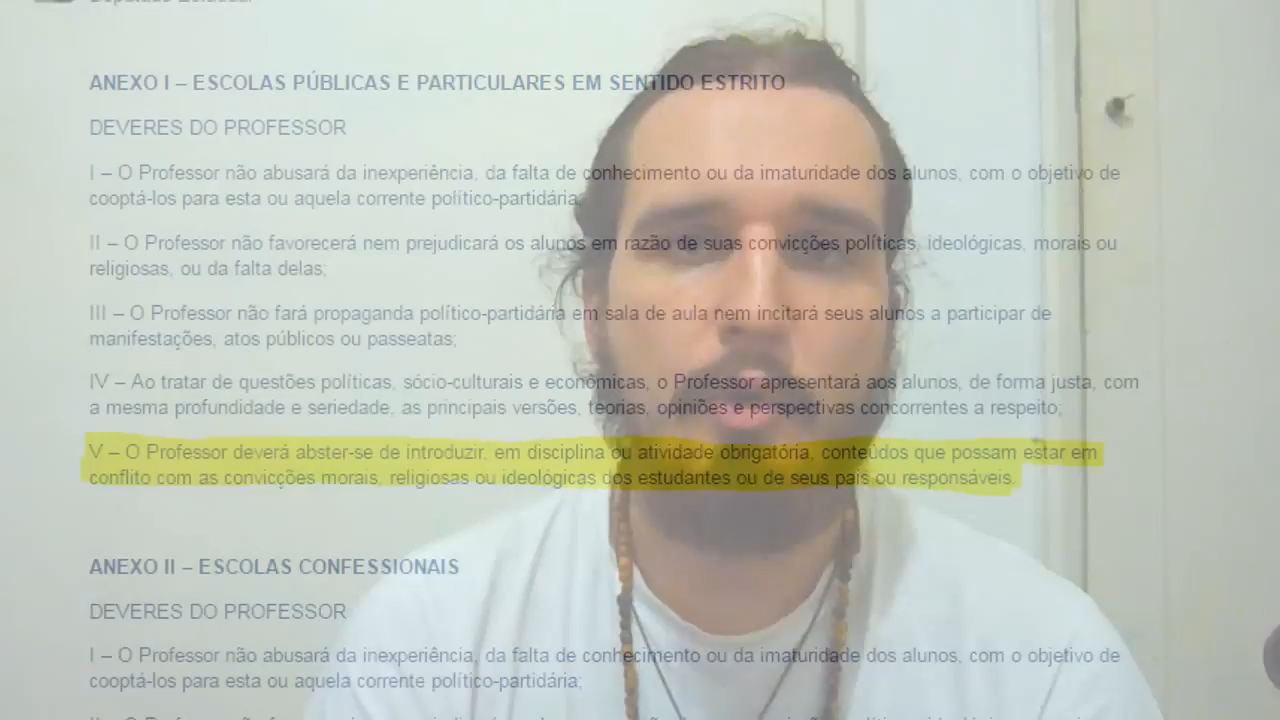 ANEXO I – ESCOLAS PÚBLICAS E PARTICULARES EM SENTIDO ESTRITO
DEVERES DO PROFESSOR
I – O Professor não abusará da inexperiência, da falta de conhecimento ou da imaturidade dos alunos, com o objetivo de
cooptá-los para esta ou aquela corrente político-partidária;
II – O Professor não favorecerá nem prejudicará os alunos em razão de suas convicções políticas, ideológicas, morais ou
religiosas, ou da falta delas;
III – O Professor não fará propaganda político-partidária em sala de aula nem incitará seus alunos a participar de
manifestações, atos públicos ou passeatas;
IV – Ao tratar de questões políticas, sócio-culturais e econômicas, o Professor apresentará aos alunos, de forma justa, com
a mesma profundidade e seriedade, as principais versões, teorias, opiniões e perspectivas concorrentes a respeito;
V – O Professor deverá abster-se de introduzir, em disciplina ou atividade obrigatória, conteúdos que possam estar em
conflito com as convicções morais, religiosas ou ideológicas dos estudantes ou de seus pais ou responsáveis.
ANEXO II – ESCOLAS CONFESSIONAIS
DEVERES DO PROFESSOR
I – O Professor não abusará da inexperiência, da falta de conhecimento ou da imaturidade dos alunos, com o objetivo de
cooptá-los para esta ou aquela corrente político-partidária;